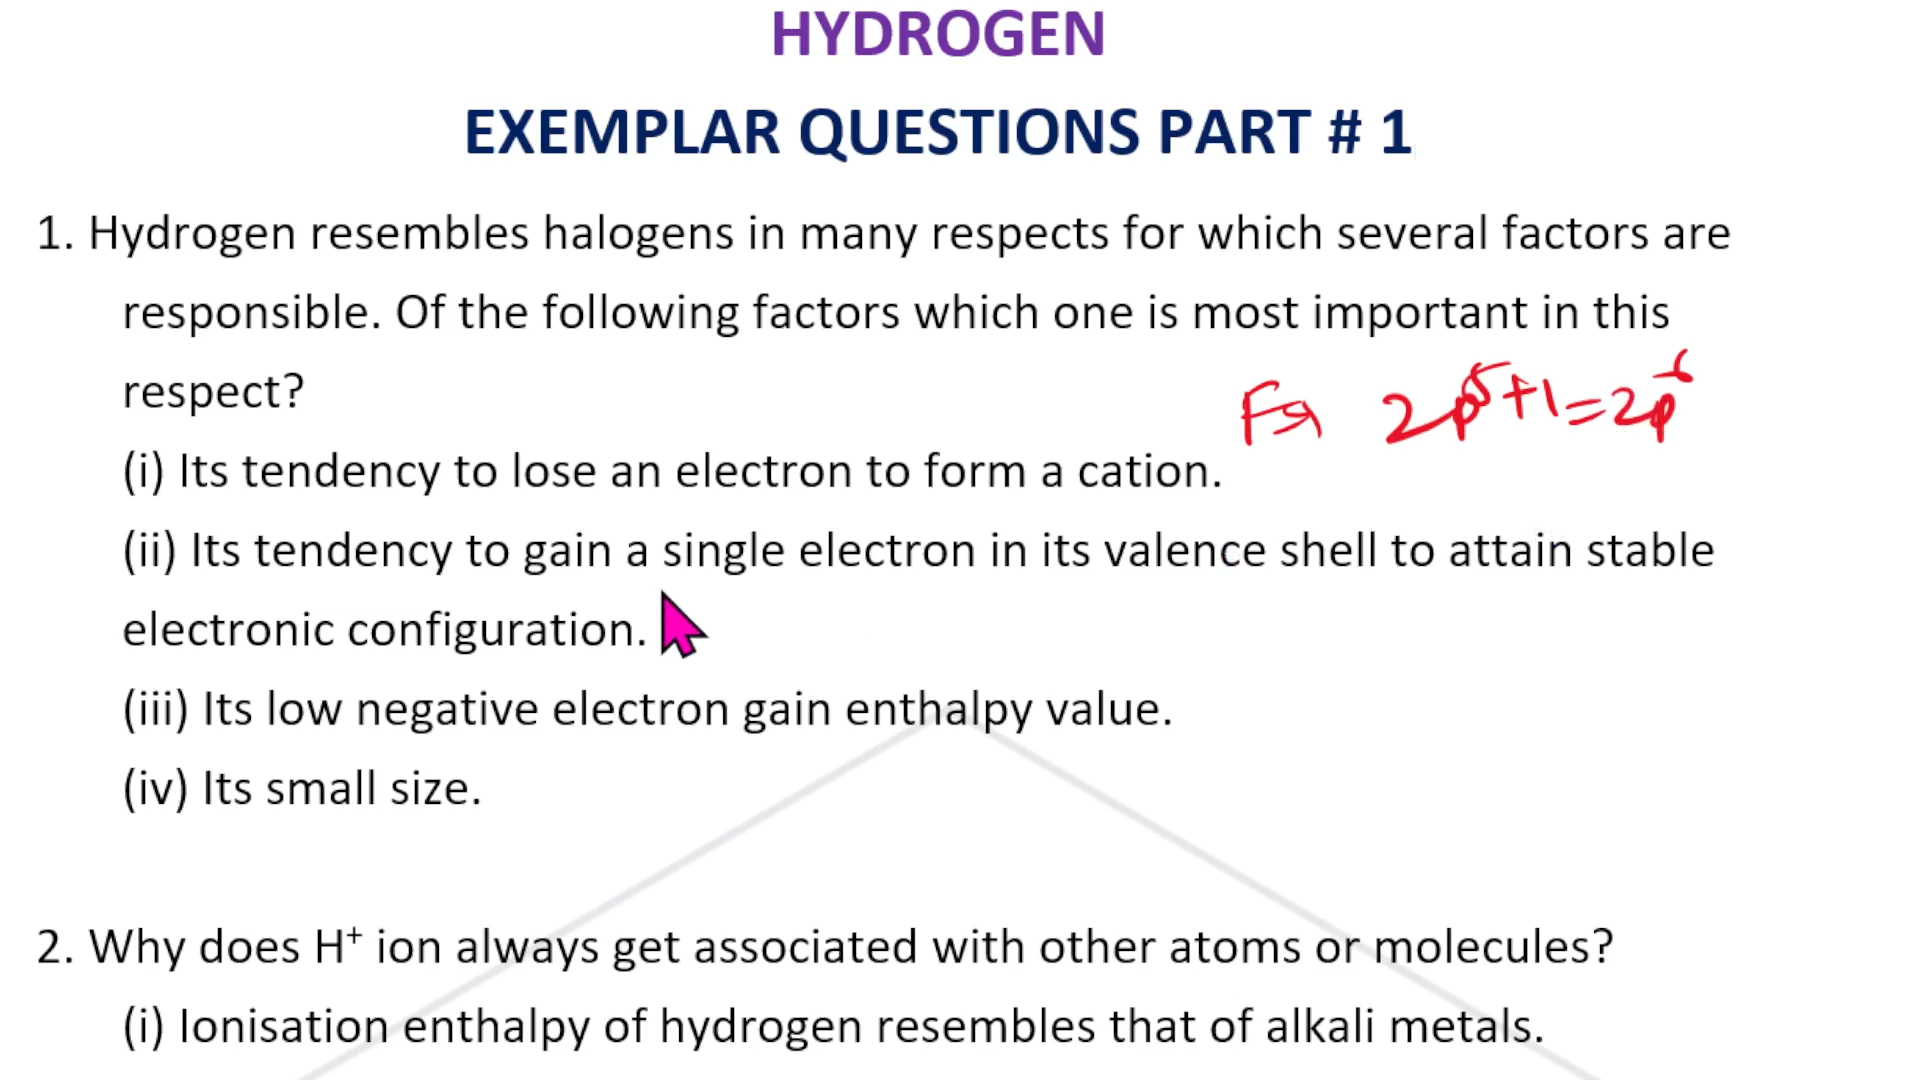 HYDROGEN
EXEMPLAR QUESTIONS PART # 1
1. Hydrogen resembles halogens in many respects for which several factors are
responsible. Of the following factors which one is most important in this
respect?
2p⁵+1=2p⁶
(i) Its tendency to lose an electron to form a cation.
(ii) Its tendency to gain a single electron in its valence shell to attain stable
electronic configuration.
(iii) Its low negative electron gain enthalpy value.
(iv) Its small size.
2. Why does H⁺ ion always get associated with other atoms or molecules?
(i) Ionisation enthalpy of hydrogen resembles that of alkali metals.